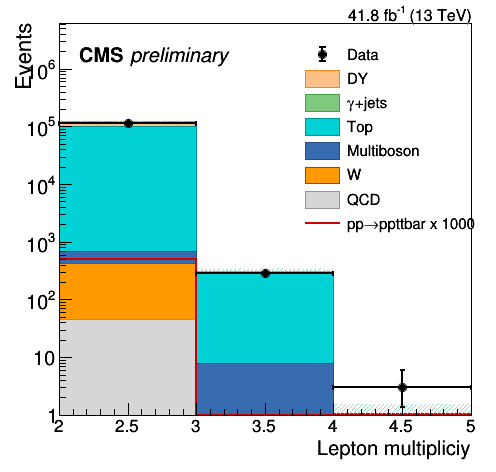 41.8 fb⁻¹ (13 TeV)
Events
CMS preliminary
Data
DY
γ+jets
Top
Multiboson
W
QCD
pp→ppttbar x 1000
10⁶
10⁵
10⁴
10³
10²
10
1
2 2.5 3 3.5 4 4.5 5
Lepton multipliciy